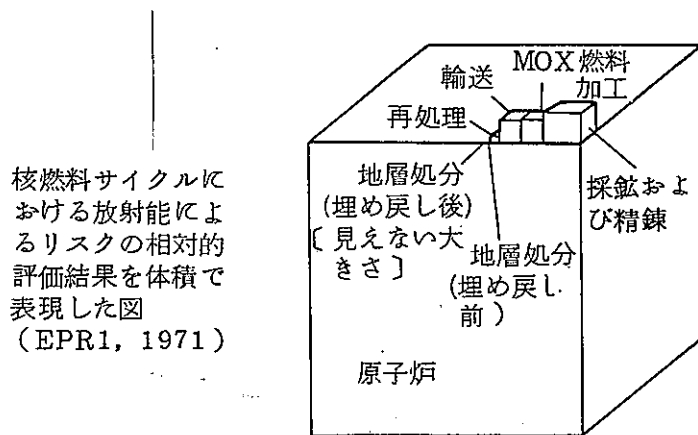 核燃料サイクルに
おける放射能によ
るリスクの相対的
評価結果を体積で
表現した図
(EPR1, 1971)
MOX燃料
加工
輸送
再処理
地層処分
(埋め戻し後)
〔見えない大
きさ〕
地層処分
(埋め戻し
前)
採鉱およ
び精錬
原子炉